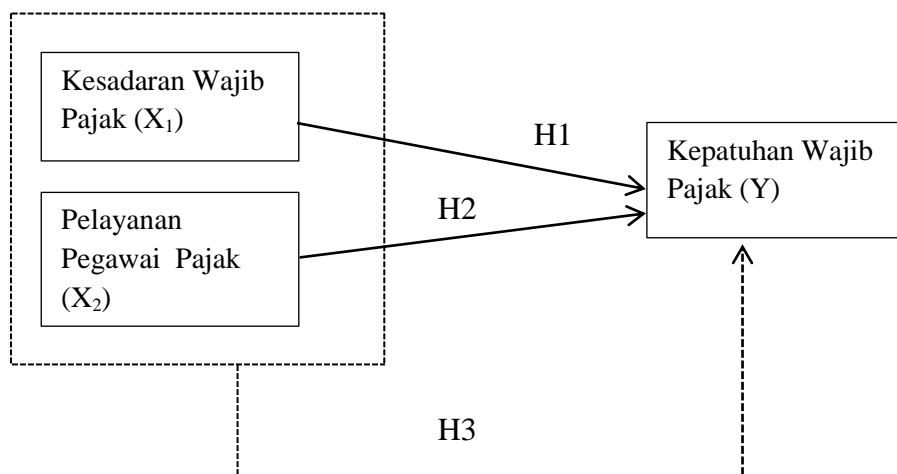 Kesadaran Wajib
Pajak (X₁)
H1
Kepatuhan Wajib
Pajak (Y)
Pelayanan
Pegawai Pajak
(X₂)
H2
H3